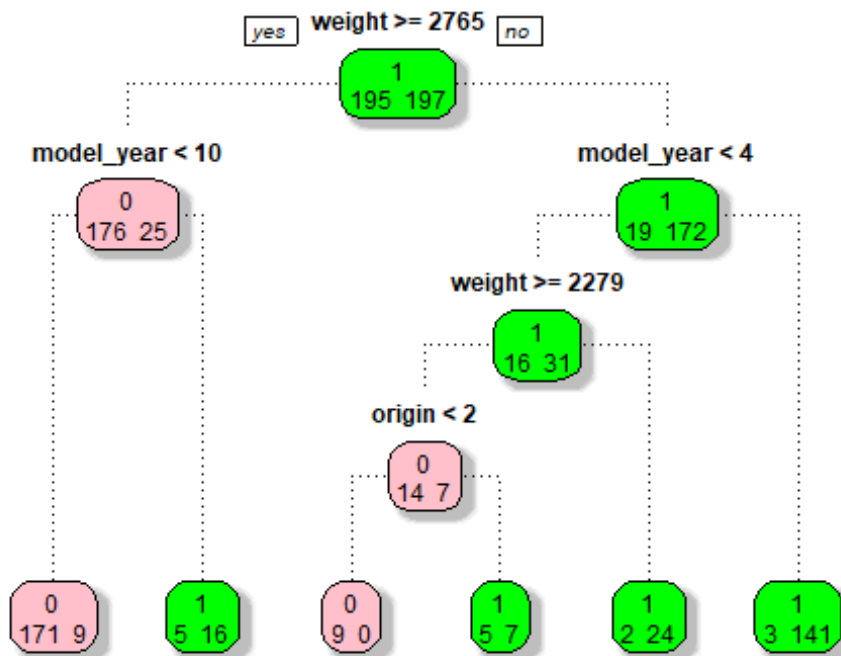 yes weight >= 2765 no
1
195 197
model_year < 10 model_year < 4
0 1
176 25 19 172
weight >= 2279
1
16 31
origin < 2
0
14 7
0 1 0 1 1 1
171 9 5 16 9 0 5 7 2 24 3 141